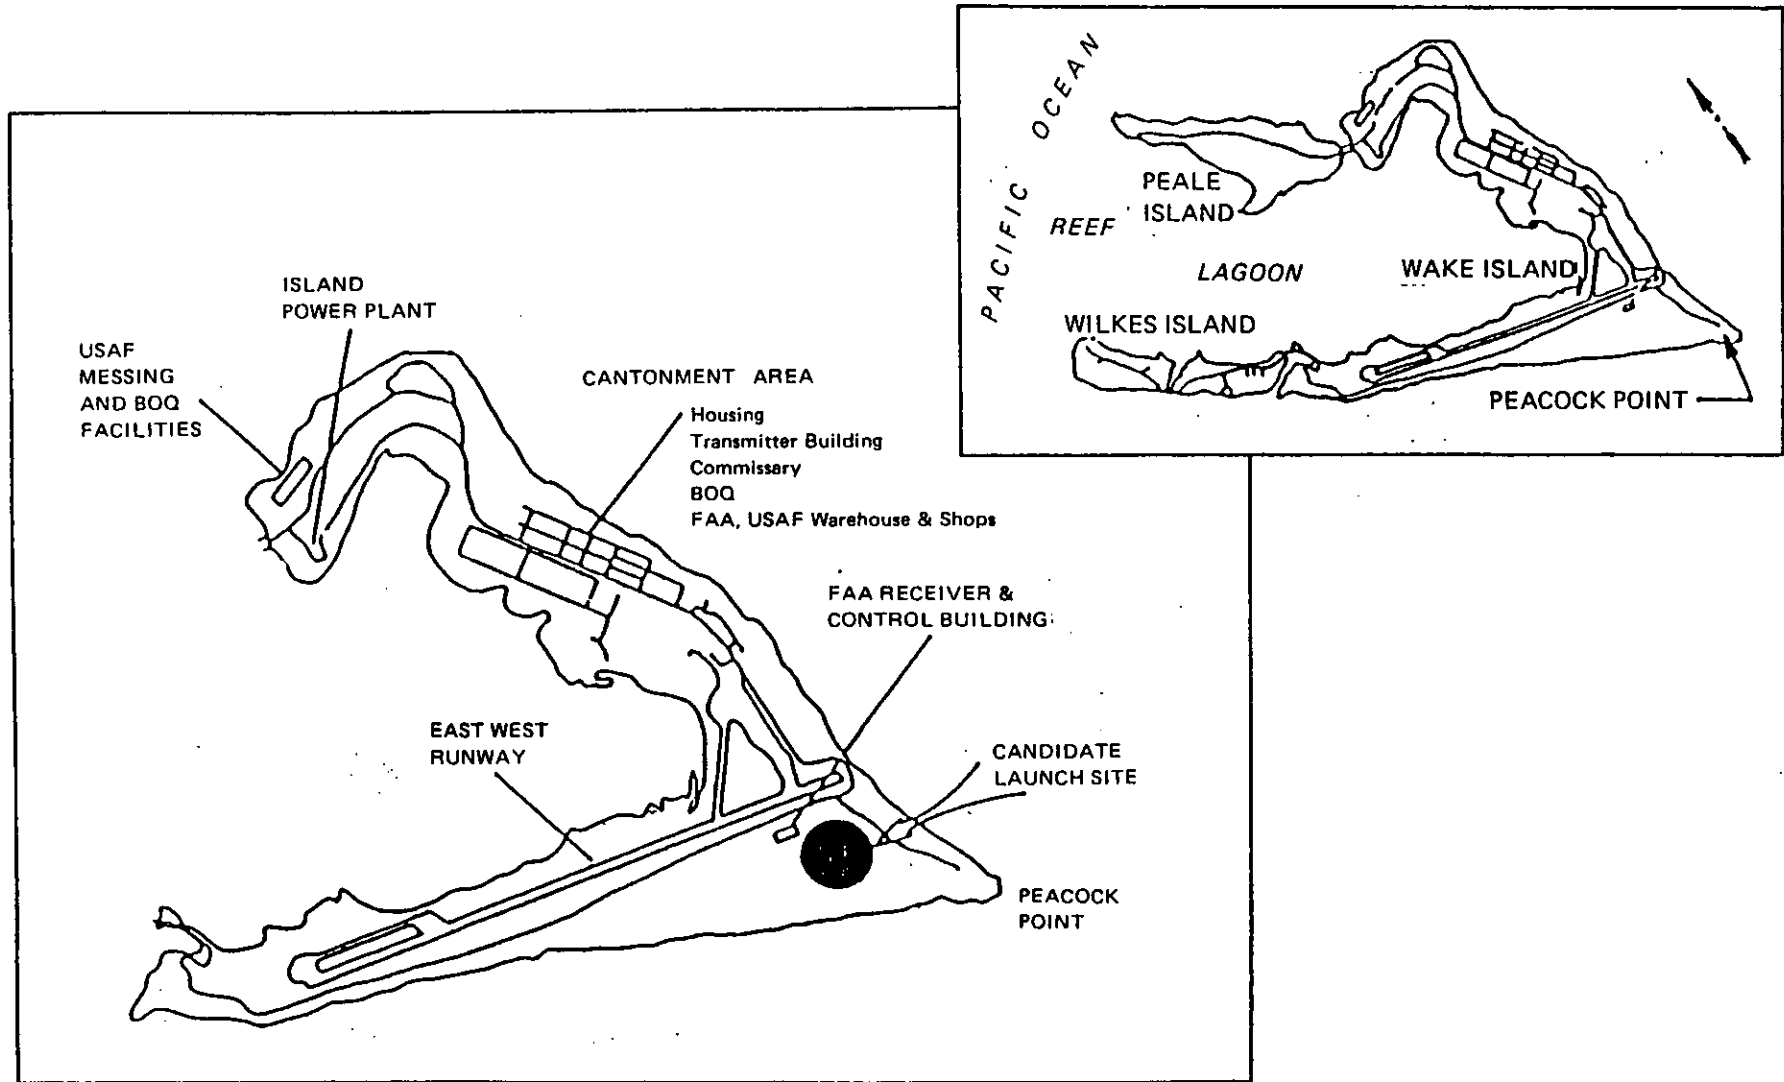 PACIFIC OCEAN
PEALE
ISLAND
REEF
LAGOON
WAKE ISLAND
WILKES ISLAND
PEACOCK POINT
ISLAND
POWER PLANT
USAF
MESSING
AND BOQ
FACILITIES
CANTONMENT AREA
Housing
Transmitter Building
Commissary
BOQ
FAA, USAF Warehouse & Shops
FAA RECEIVER &
CONTROL BUILDING
EAST WEST
RUNWAY
CANDIDATE
LAUNCH SITE
PEACOCK
POINT